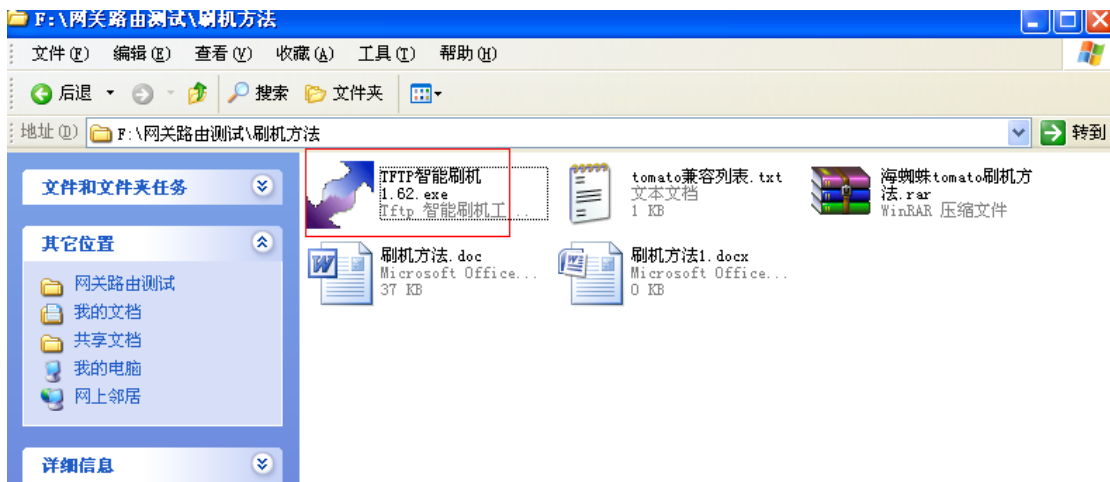 F:\网关路由测试\刷机方法
文件(F) 编辑(E) 查看(V) 收藏(A) 工具(T) 帮助(H)
后退 搜索 文件夹
地址(D) F:\网关路由测试\刷机方法 转到
文件和文件夹任务
其它位置
网关路由测试
我的文档
共享文档
我的电脑
网上邻居
详细信息
TFTP智能刷机
1.62.exe
Tftp 智能刷机工...
tomato兼容列表.txt
文本文档
1 KB
海蜘蛛tomato刷机方
法.rar
WinRAR 压缩文件
刷机方法.doc
Microsoft Office...
37 KB
刷机方法1.docx
Microsoft Office...
0 KB